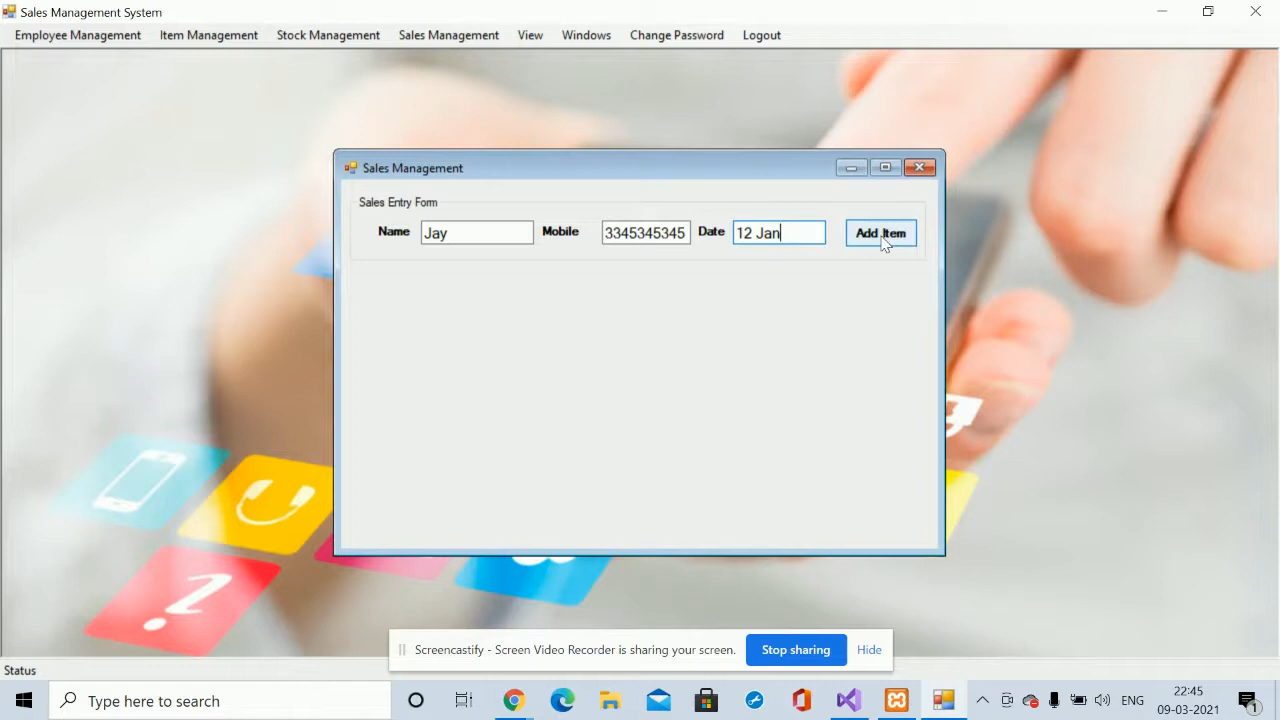 Sales Management System
Employee Management Item Management Stock Management Sales Management View Windows Change Password Logout
Sales Management
Sales Entry Form
Name Jay Mobile 3345345345 Date 12 Jan Add Item
Screencastify - Screen Video Recorder is sharing your screen. Stop sharing Hide
Status
Type here to search
ENG
22:45
09-03-2021
1